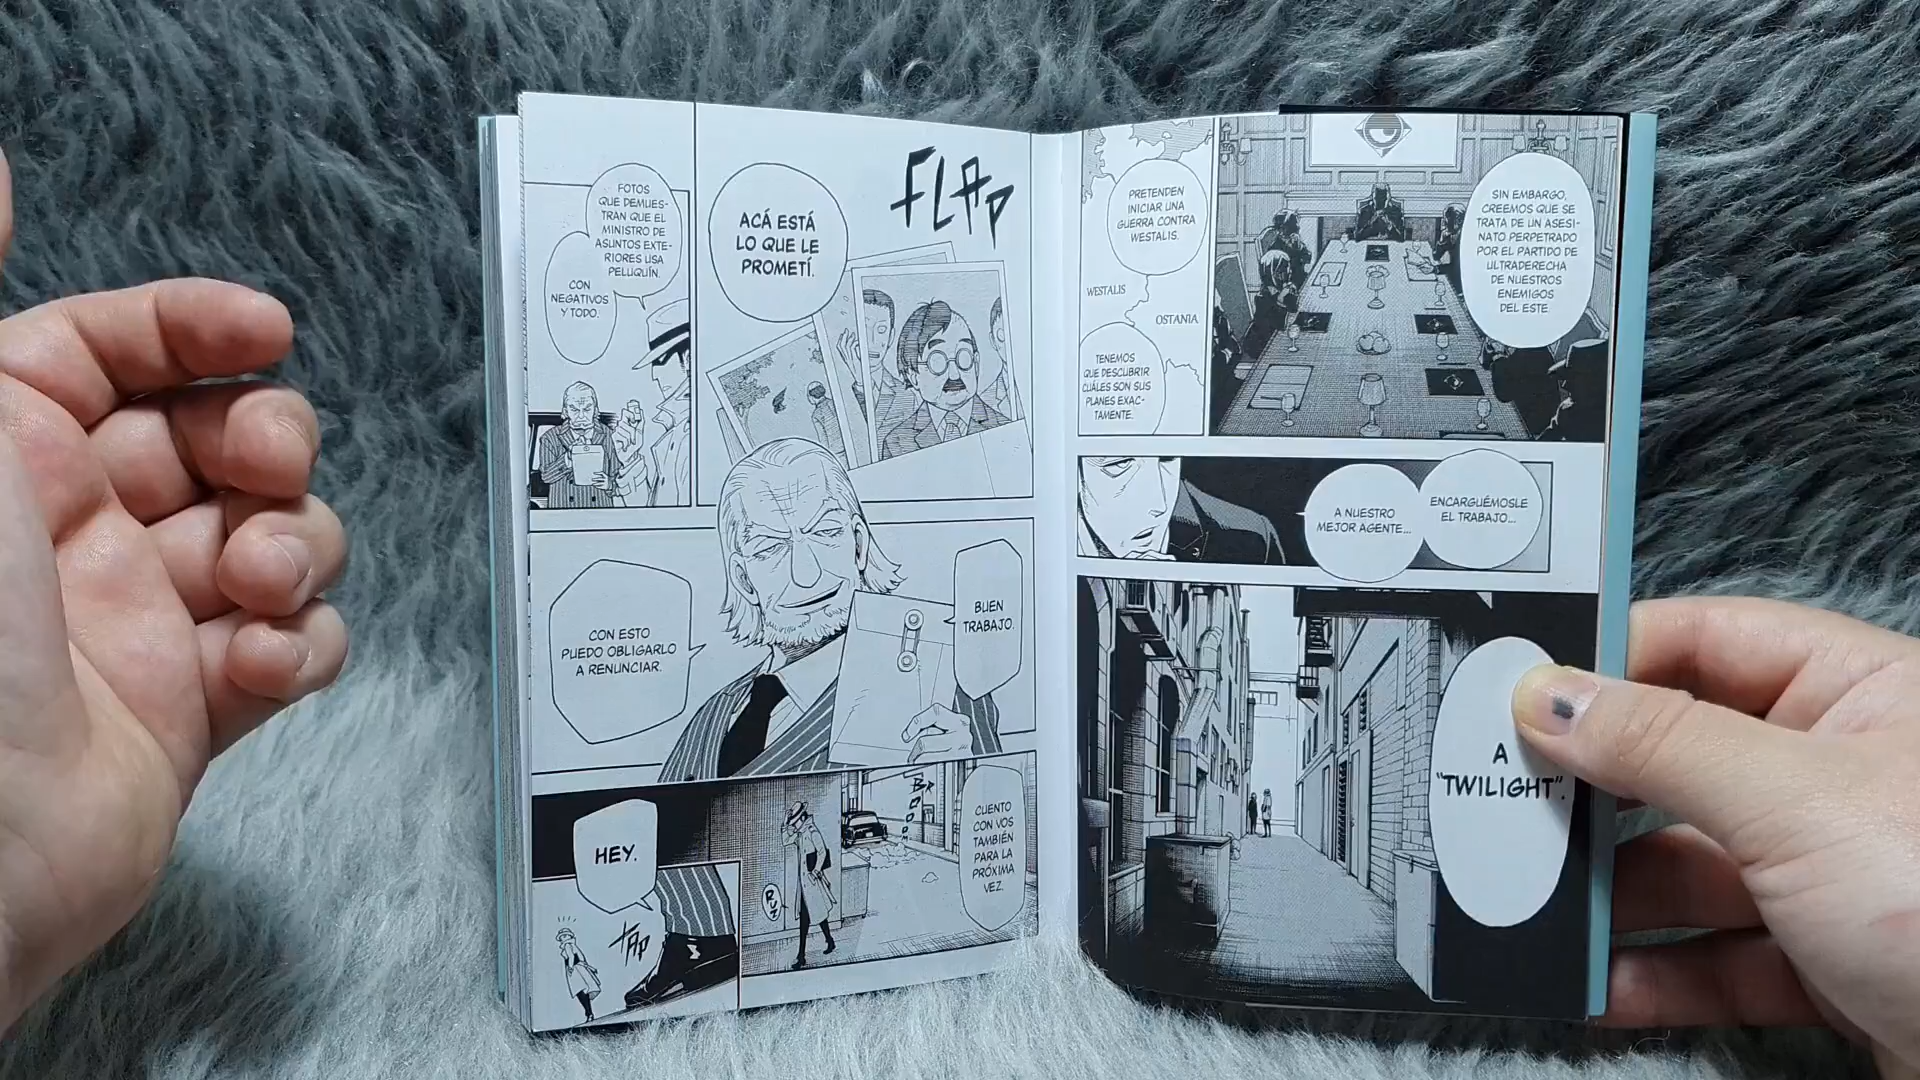 SIN EMBARGO,
CREEMOS QUE SE
TRATA DE UN ASESI-
NATO PERPETRADO
POR EL PARTIDO DE
ULTRADERECHA
DE NUESTROS
ENEMIGOS
DEL ESTE.
PRETENDEN
INICIAR UNA
GUERRA CONTRA
WESTALIS.
WESTALIS
OSTANIA
TENEMOS
QUE DESCUBRIR
CUÁLES SON SUS
PLANES EXAC-
TAMENTE.
ENCARGUÉMOSLE
EL TRABAJO...
A NUESTRO
MEJOR AGENTE...
A
"TWILIGHT".
FLAP
ACÁ ESTÁ
LO QUE LE
PROMETÍ.
FOTOS
QUE DEMUES-
TRAN QUE EL
MINISTRO DE
ASUNTOS EXTE-
RIORES USA
PELUQUÍN.
CON
NEGATIVOS
Y TODO.
BUEN
TRABAJO.
CON ESTO
PUEDO OBLIGARLO
A RENUNCIAR.
CUENTO
CON VOS
TAMBIÉN
PARA LA
PRÓXIMA
VEZ.
HEY.
TAP